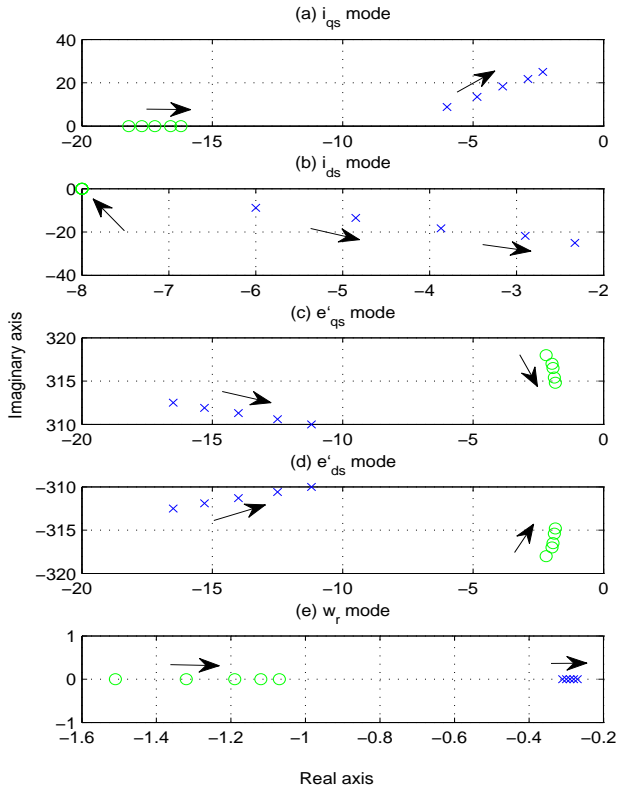 (a) i_qs mode
40
20
0
−20 −15 −10 −5 0
(b) i_ds mode
0
−20
−40
−8 −7 −6 −5 −4 −3 −2
(c) e‘_qs mode
320
315
310
−20 −15 −10 −5 0
(d) e‘_ds mode
−310
−315
−320
−20 −15 −10 −5 0
(e) w_r mode
1
0
−1
−1.6 −1.4 −1.2 −1 −0.8 −0.6 −0.4 −0.2
Imaginary axis
Real axis